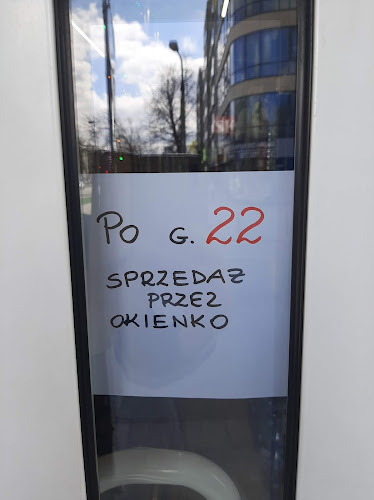 Po G. 22
SPRZEDAZ
PRZEZ
OKIENKO